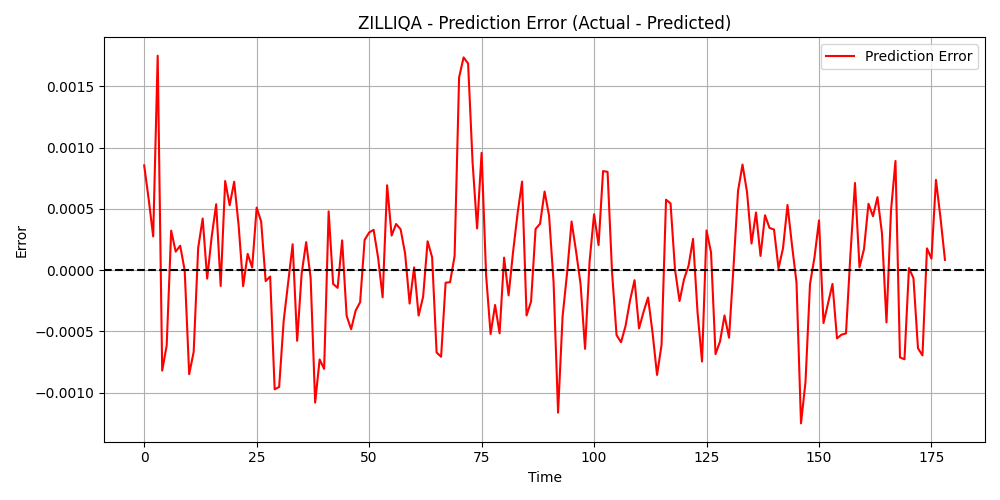 ZILLIQA - Prediction Error (Actual - Predicted)
Prediction Error
0.0015
0.0010
0.0005
0.0000
−0.0005
−0.0010
Error
0 25 50 75 100 125 150 175
Time